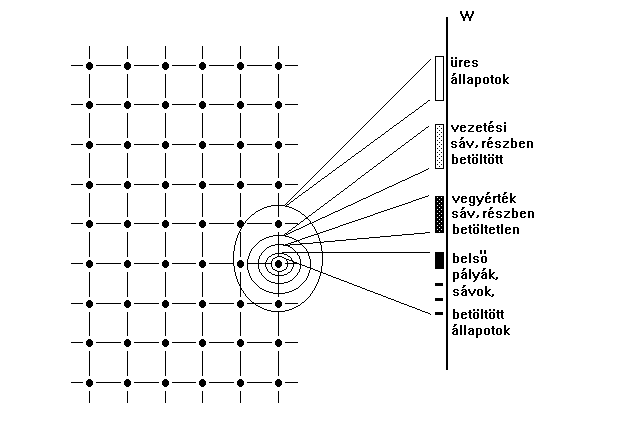 W
üres
állapotok
vezetési
sáv, részben
betöltött
vegyérték
sáv, részben
betöltetlen
belső
pályák,
sávok,
betöltött
állapotok